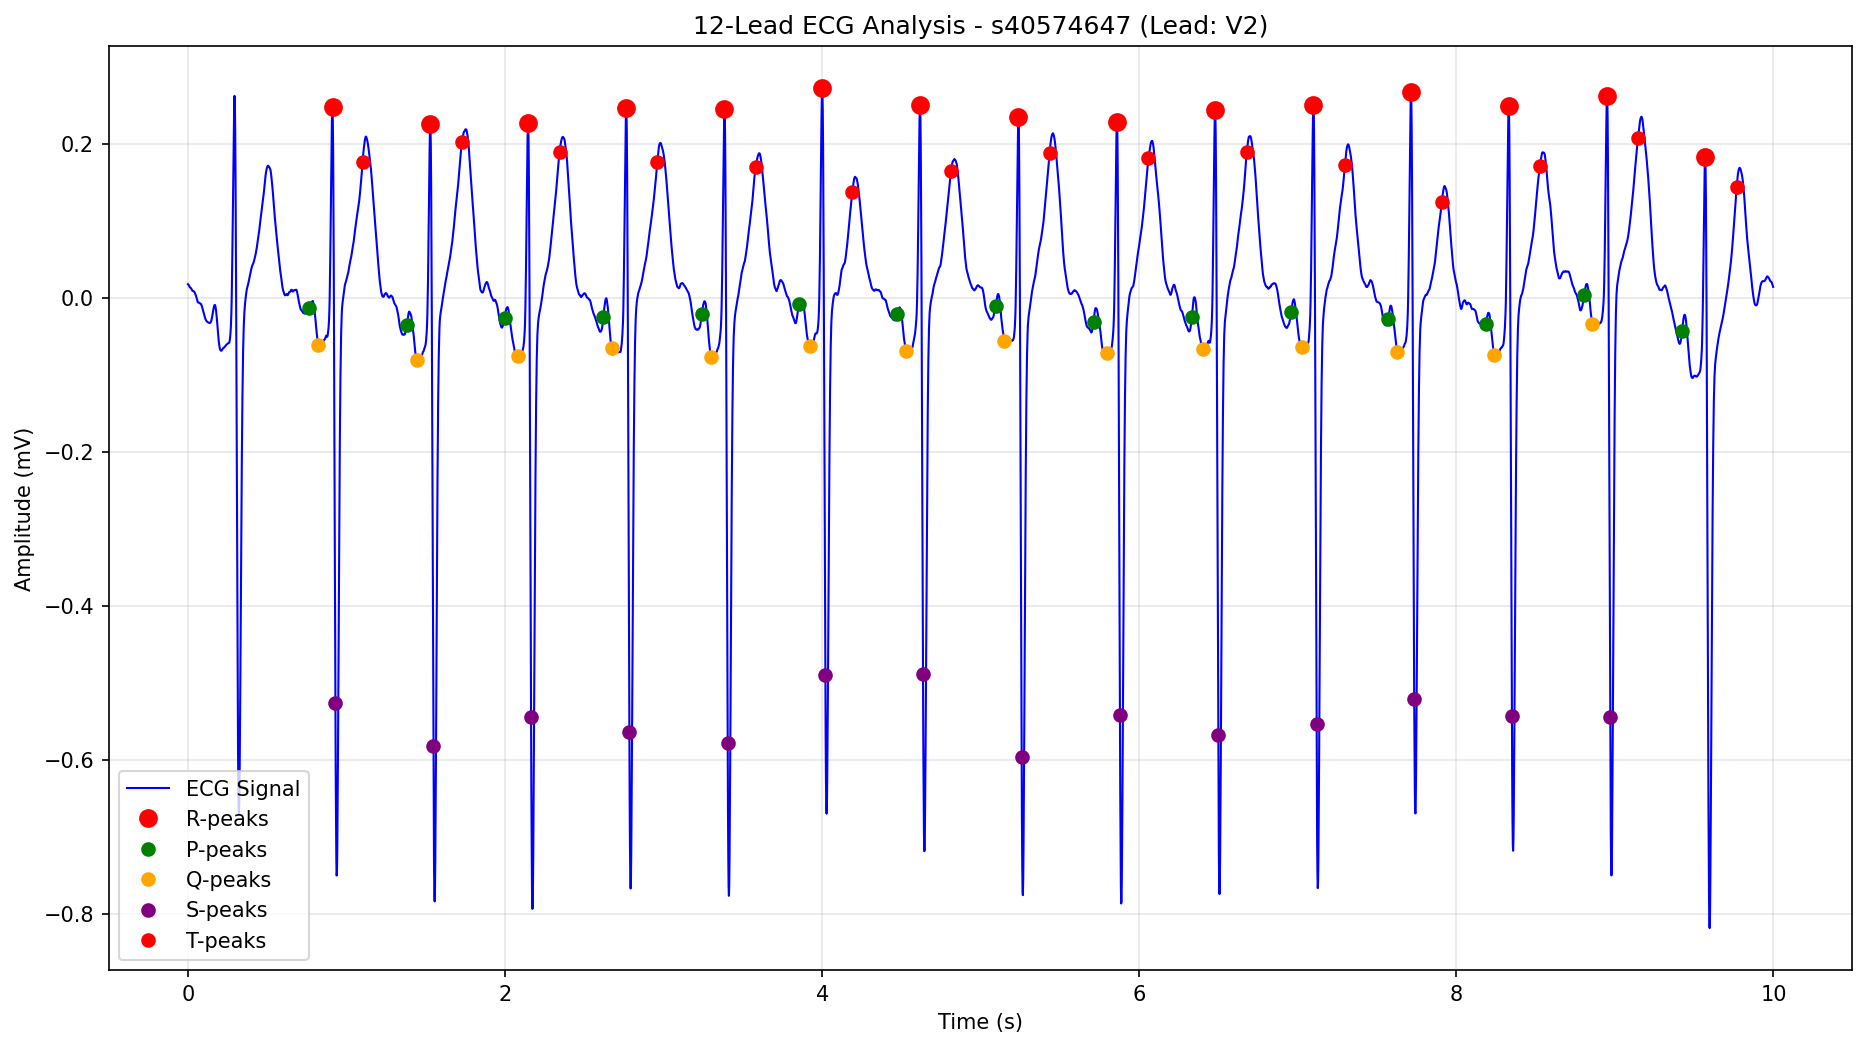 12-Lead ECG Analysis - s40574647 (Lead: V2)
Amplitude (mV)
0.2
0.0
−0.2
−0.4
−0.6
−0.8
ECG Signal
R-peaks
P-peaks
Q-peaks
S-peaks
T-peaks
0 2 4 6 8 10
Time (s)